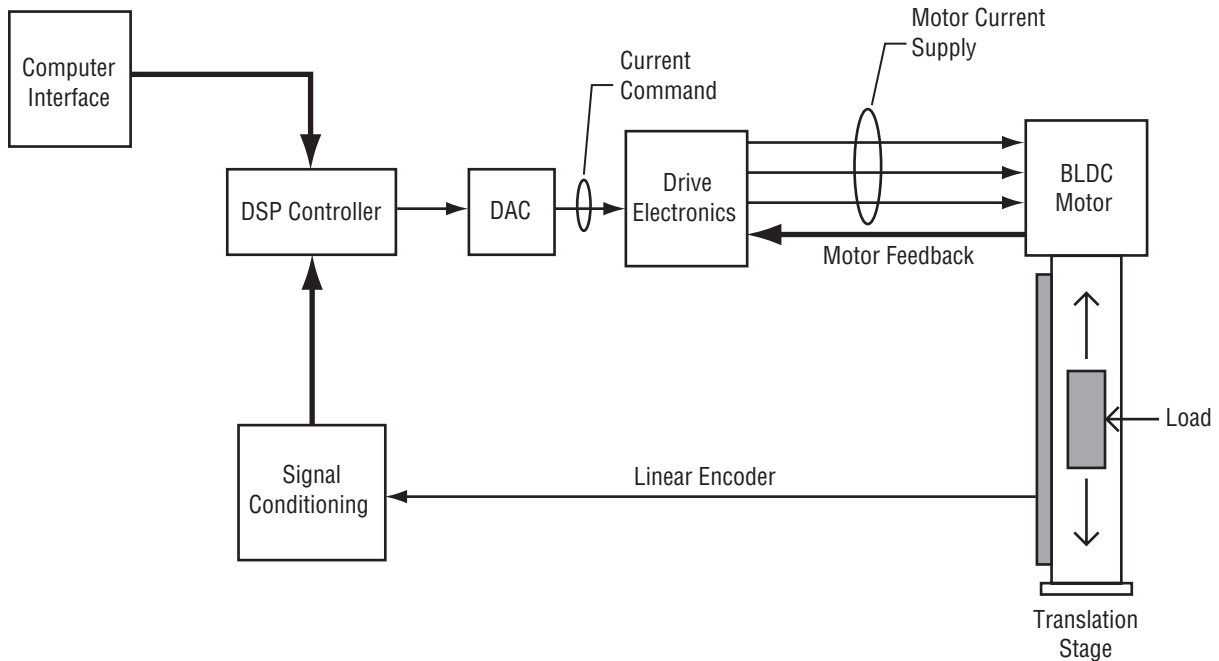 Computer
Interface
DSP Controller
DAC
Current
Command
Drive
Electronics
Motor Current
Supply
BLDC
Motor
Motor Feedback
Load
Linear Encoder
Signal
Conditioning
Translation
Stage